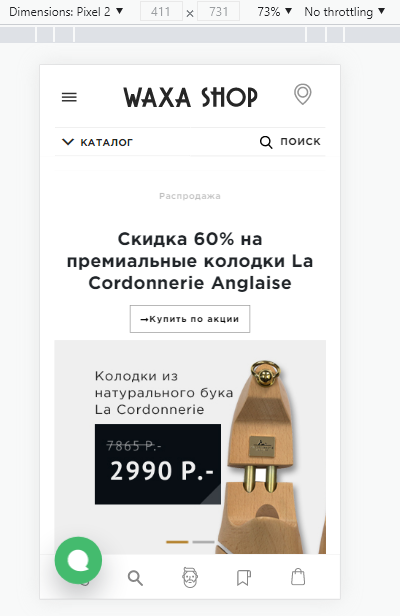 Dimensions: Pixel 2 ▼ 411 × 731 73% ▼ No throttling ▼
WAXA SHOP
КАТАЛОГ ПОИСК
Распродажа
Скидка 60% на
премиальные колодки La
Cordonnerie Anglaise
→Купить по акции
Колодки из
натурального бука
La Cordonnerie
7865 Р.-
2990 Р.-